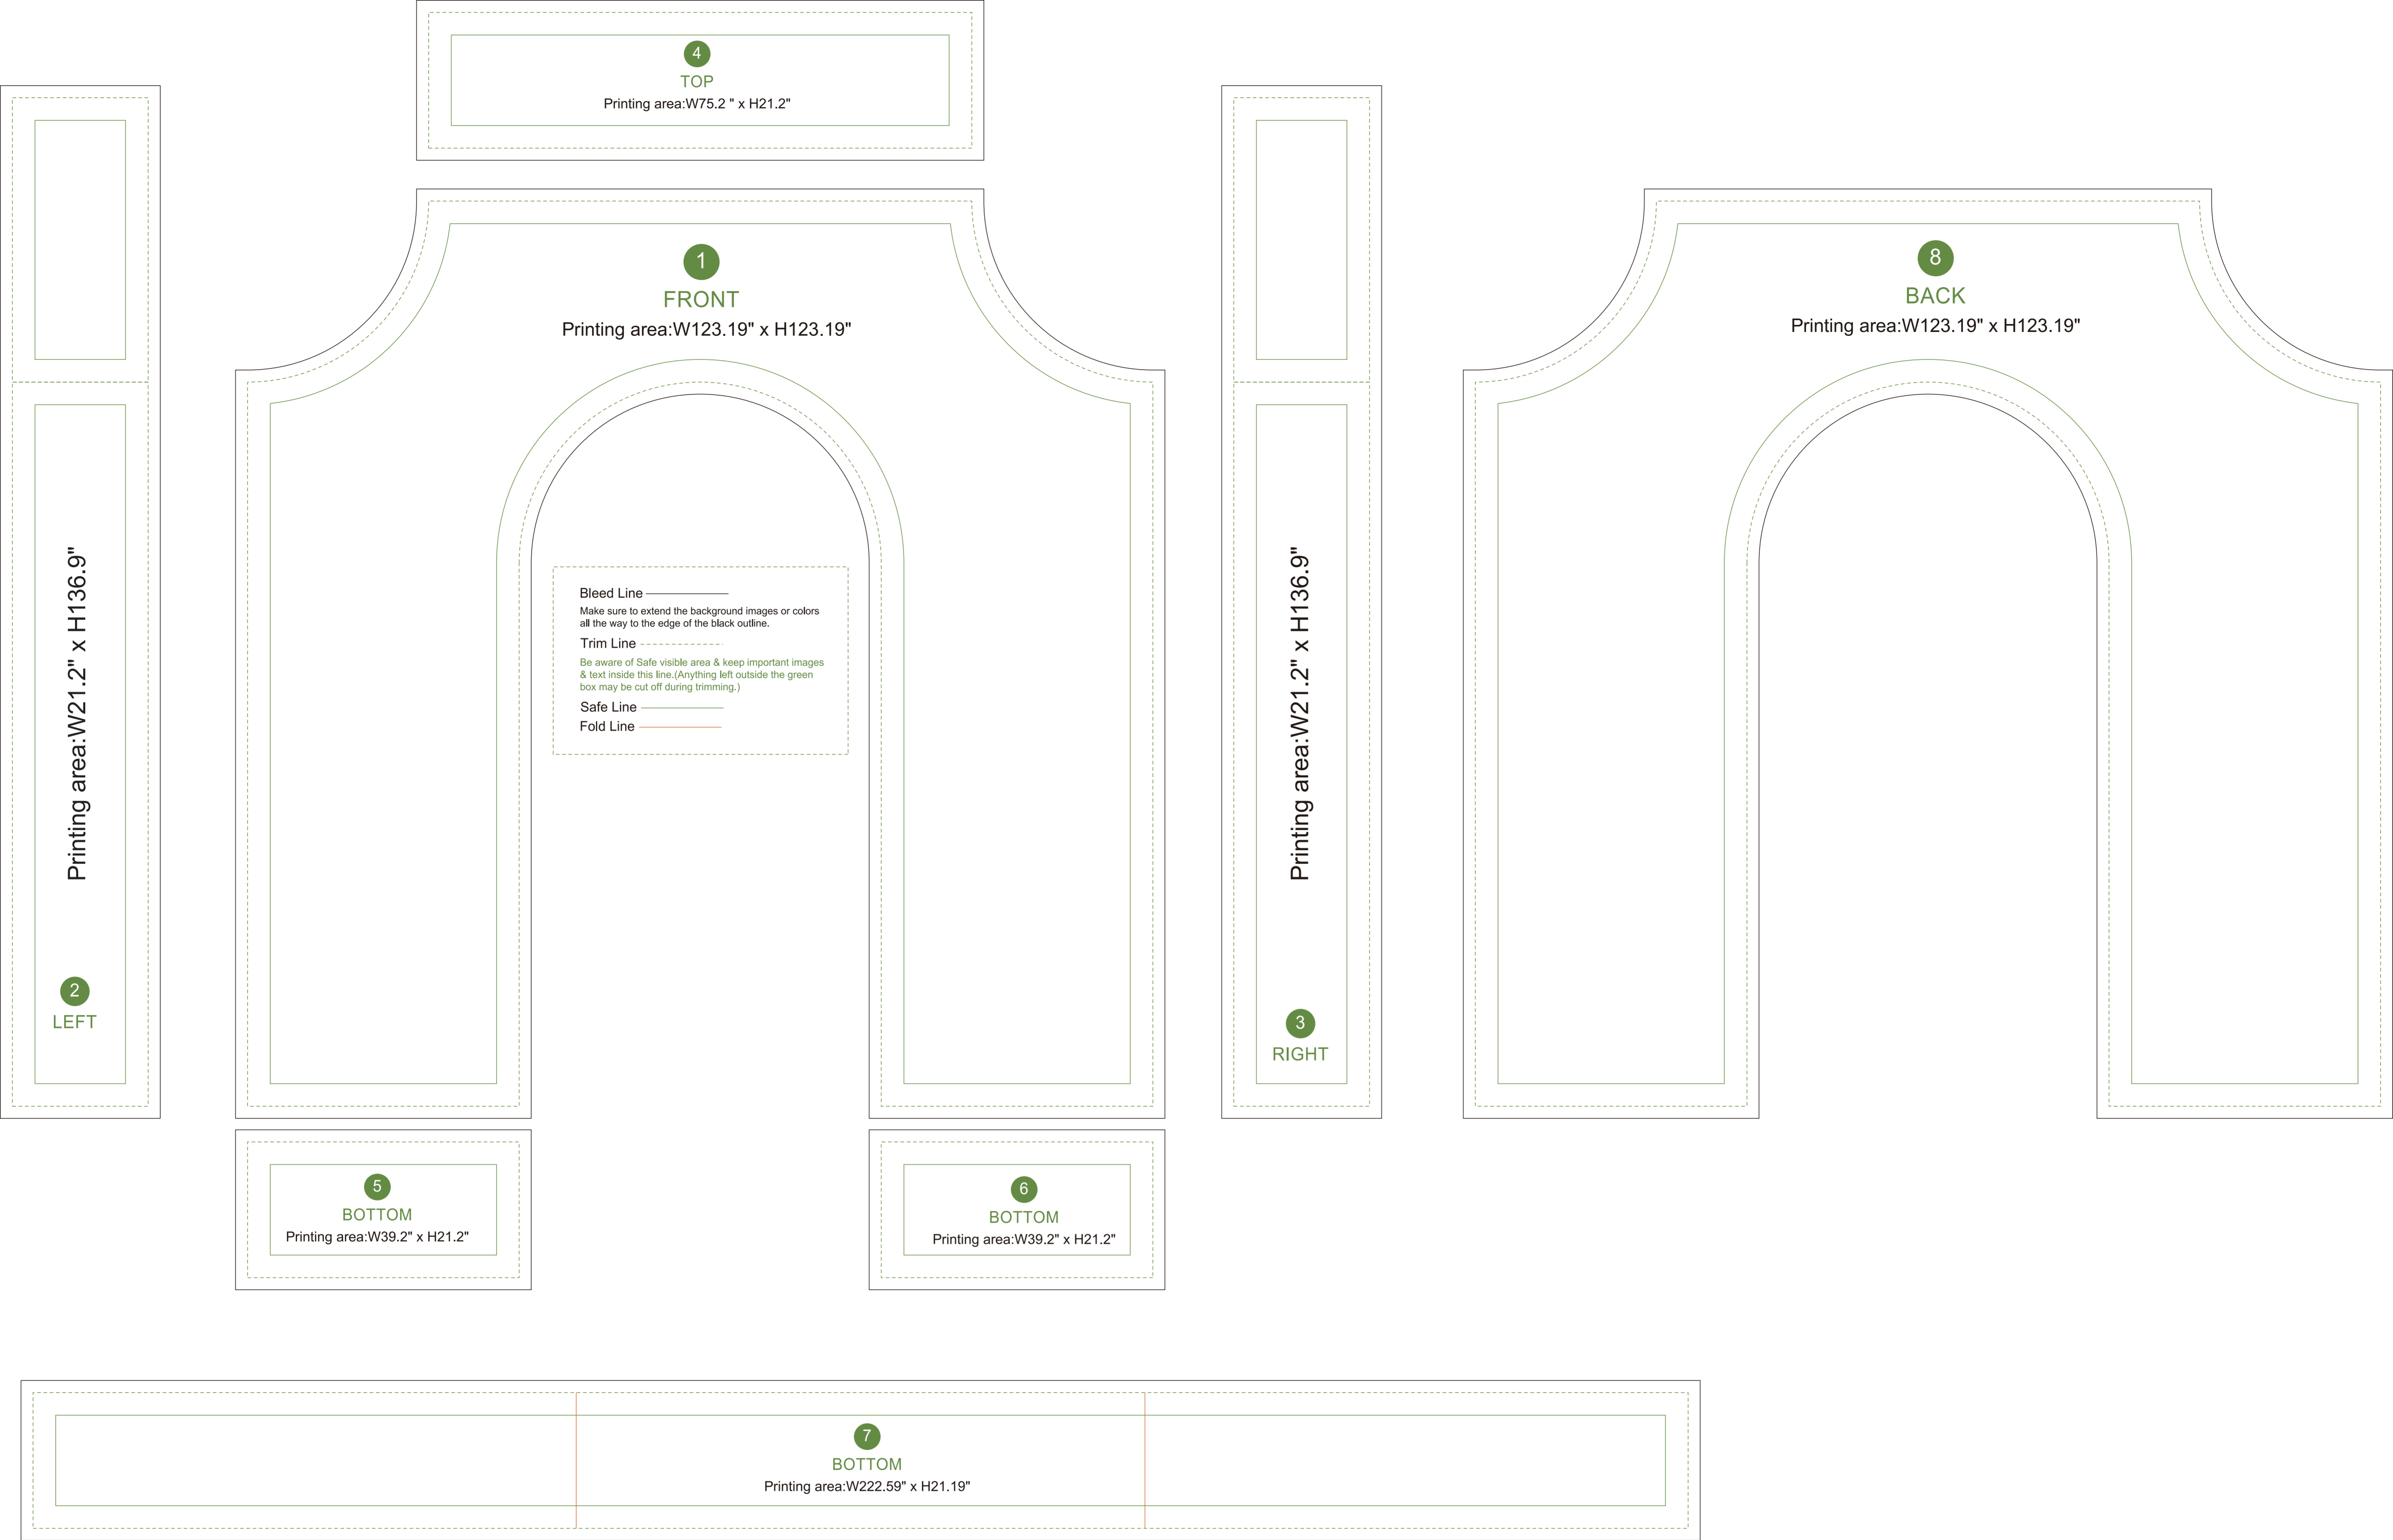 4
TOP
Printing area:W75.2 " x H21.2"
1
FRONT
Printing area:W123.19" x H123.19"
8
BACK
Printing area:W123.19" x H123.19"
Printing area:W21.2" x H136.9"
2
LEFT
Bleed Line
Make sure to extend the background images or colors
all the way to the edge of the black outline.
Trim Line
Be aware of Safe visible area & keep important images
& text inside this line.(Anything left outside the green
box may be cut off during trimming.)
Safe Line
Fold Line
Printing area:W21.2" x H136.9"
3
RIGHT
5
BOTTOM
Printing area:W39.2" x H21.2"
6
BOTTOM
Printing area:W39.2" x H21.2"
7
BOTTOM
Printing area:W222.59" x H21.19"